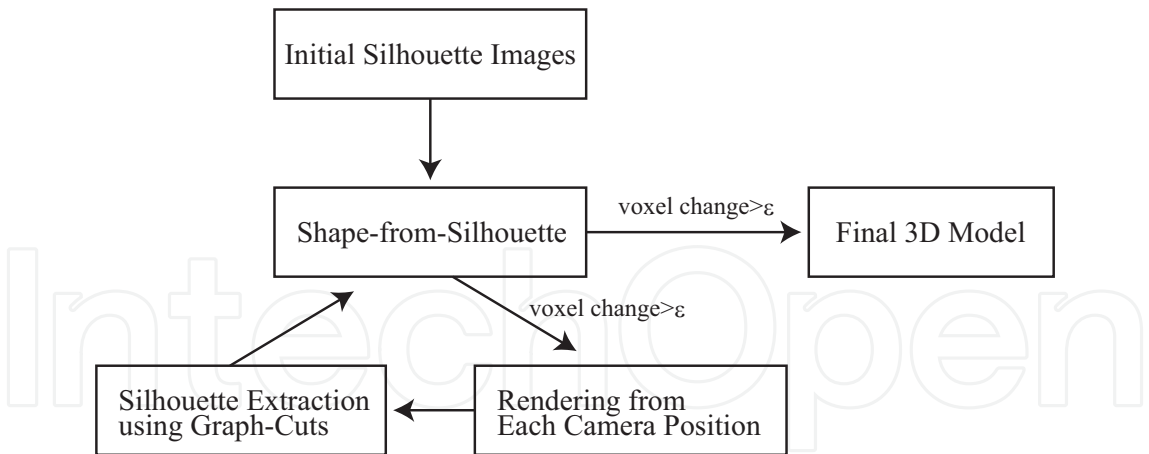 Initial Silhouette Images
voxel change>ε
Shape-from-Silhouette
Final 3D Model
voxel change>ε
Silhouette Extraction
using Graph-Cuts
Rendering from
Each Camera Position
IntechOpen